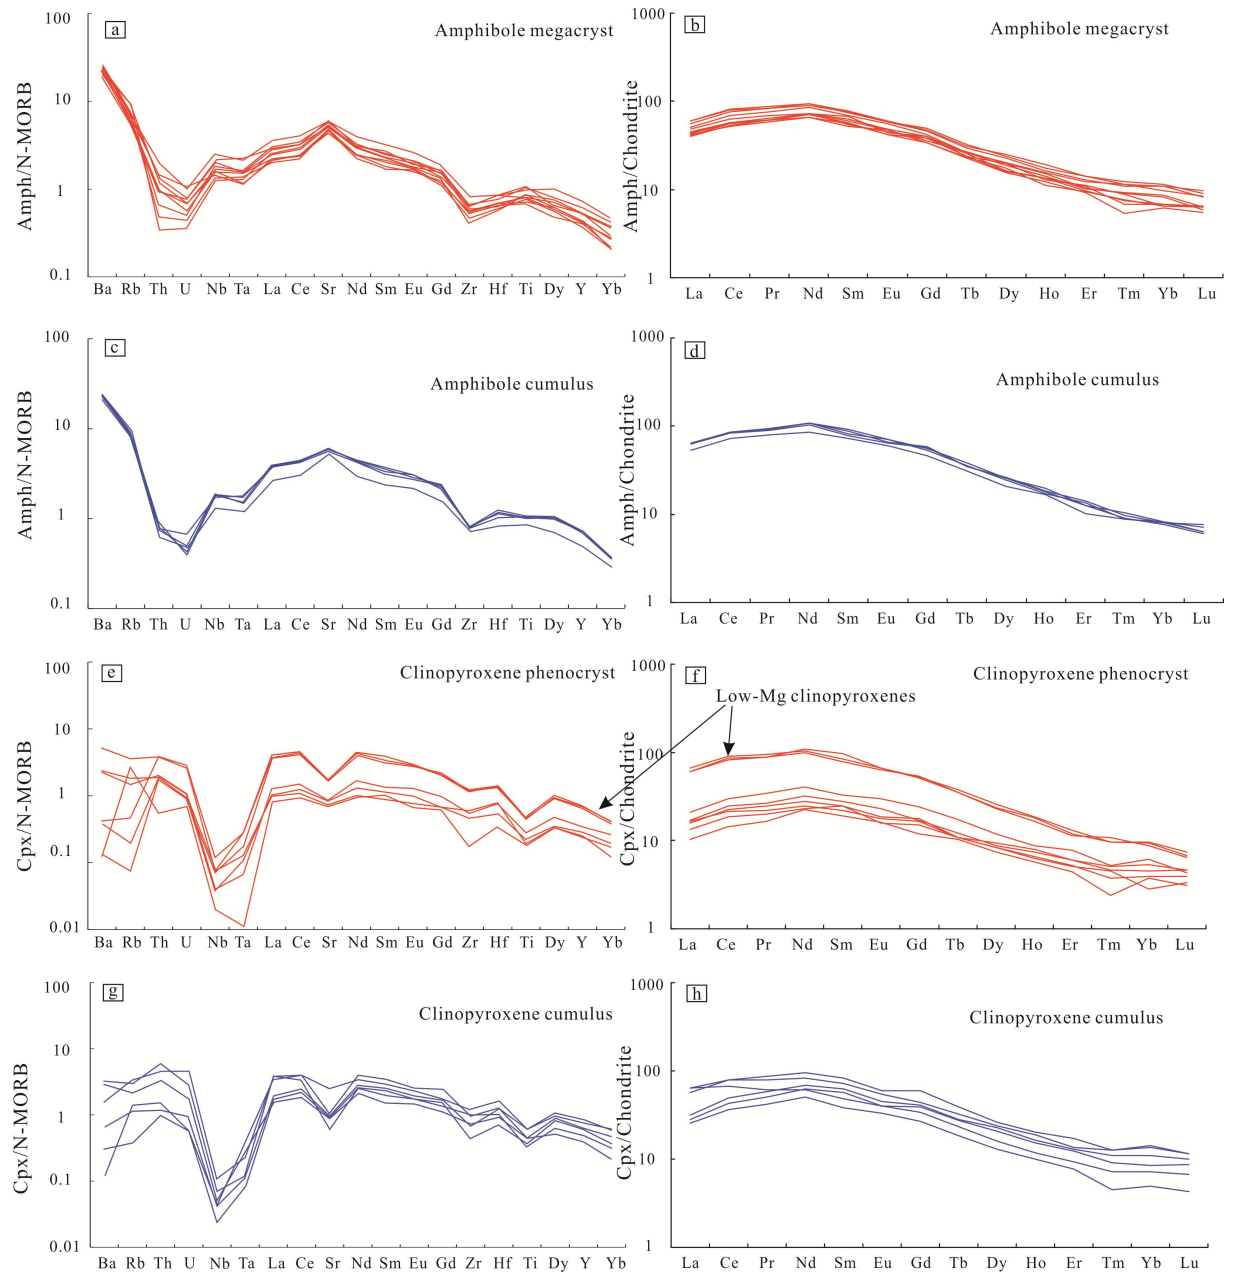 a
Amphibole megacryst
100
10
1
0.1
Amph/N-MORB
Ba Rb Th U Nb Ta La Ce Sr Nd Sm Eu Gd Zr Hf Ti Dy Y Yb
b
Amphibole megacryst
1000
100
10
1
Amph/Chondrite
La Ce Pr Nd Sm Eu Gd Tb Dy Ho Er Tm Yb Lu
c
Amphibole cumulus
100
10
1
0.1
Amph/N-MORB
Ba Rb Th U Nb Ta La Ce Sr Nd Sm Eu Gd Zr Hf Ti Dy Y Yb
d
Amphibole cumulus
1000
100
10
1
Amph/Chondrite
La Ce Pr Nd Sm Eu Gd Tb Dy Ho Er Tm Yb Lu
e
Clinopyroxene phenocryst
100
10
1
0.1
0.01
Cpx/N-MORB
Ba Rb Th U Nb Ta La Ce Sr Nd Sm Eu Gd Zr Hf Ti Dy Y Yb
f
Clinopyroxene phenocryst
Low-Mg clinopyroxenes
1000
100
10
1
Cpx/Chondrite
La Ce Pr Nd Sm Eu Gd Tb Dy Ho Er Tm Yb Lu
g
Clinopyroxene cumulus
100
10
1
0.1
0.01
Cpx/N-MORB
Ba Rb Th U Nb Ta La Ce Sr Nd Sm Eu Gd Zr Hf Ti Dy Y Yb
h
Clinopyroxene cumulus
1000
100
10
1
Cpx/Chondrite
La Ce Pr Nd Sm Eu Gd Tb Dy Ho Er Tm Yb Lu